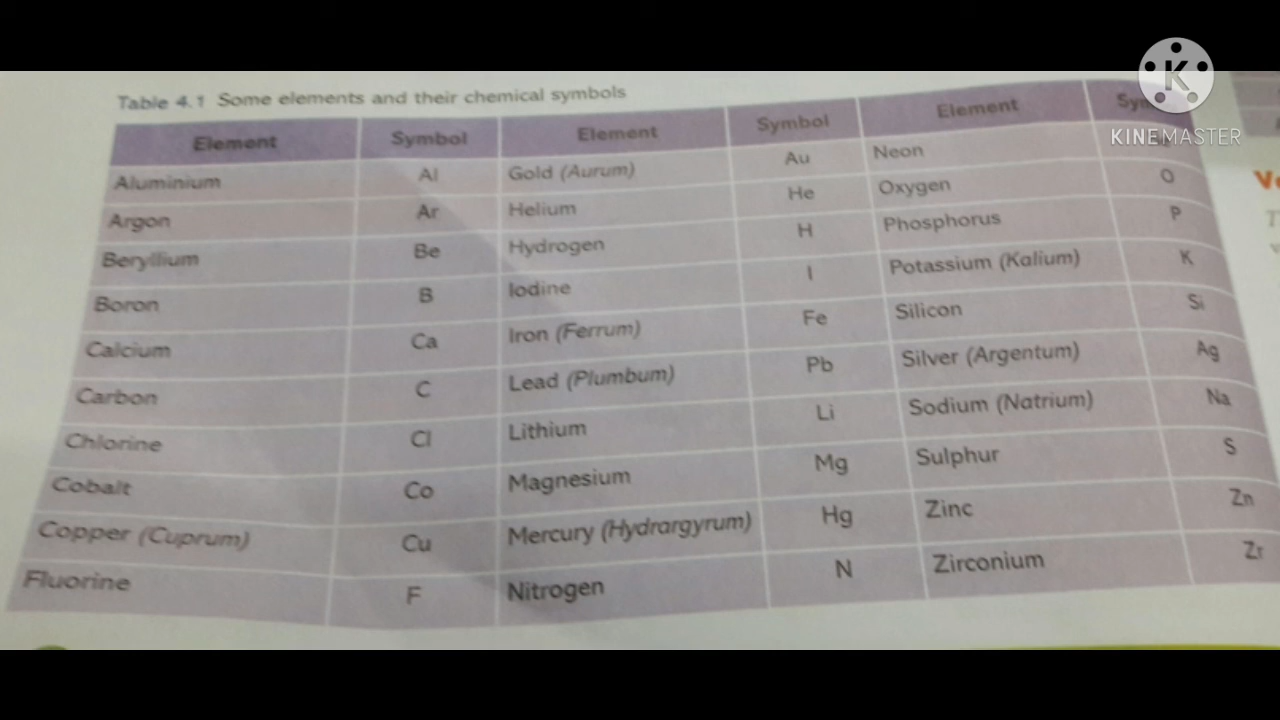 Table 4.1 Some elements and their chemical symbols
Element Symbol Element Symbol Element
Aluminium Al Gold (Aurum) Au Neon
Argon Ar Helium He Oxygen O
Beryllium Be Hydrogen H Phosphorus P
Boron B Iodine I Potassium (Kalium) K
Calcium Ca Iron (Ferrum) Fe Silicon Si
Carbon C Lead (Plumbum) Pb Silver (Argentum) Ag
Chlorine Cl Lithium Li Sodium (Natrium) Na
Cobalt Co Magnesium Mg Sulphur S
Copper (Cuprum) Cu Mercury (Hydrargyrum) Hg Zinc Zn
Fluorine F Nitrogen N Zirconium Zr
K
KINEMASTER